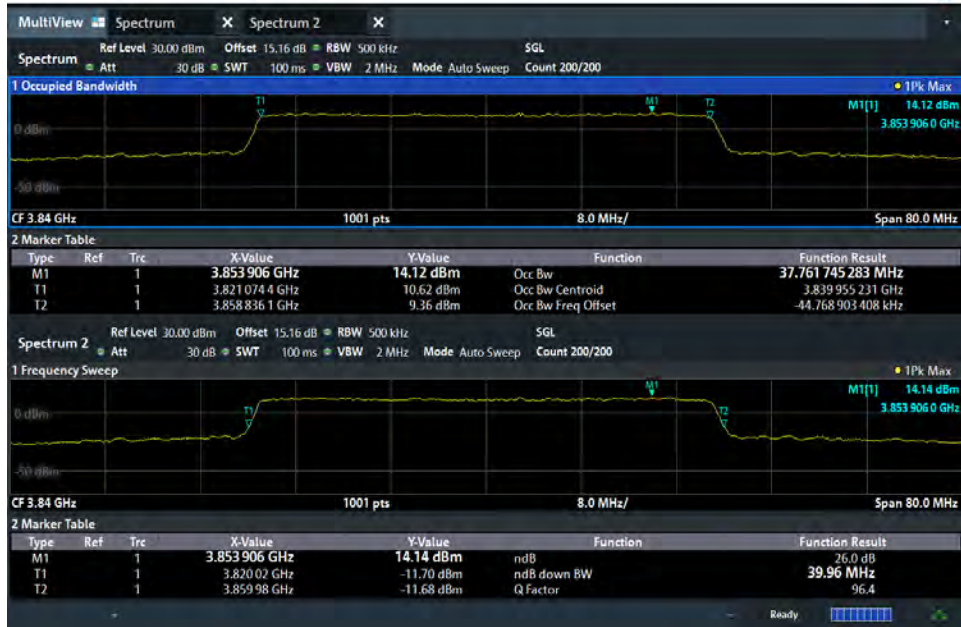 MultiView Spectrum X Spectrum 2 X
Spectrum Ref Level 30.00 dBm Offset 15.16 dB RBW 500 kHz SGL
Att 30 dB SWT 100 ms VBW 2 MHz Mode Auto Sweep Count 200/200
1 Occupied Bandwidth 1Pk Max
T1 M1 T2 M1[1] 14.12 dBm
3.853 906 0 GHz
0 dBm
-50 dBm
CF 3.84 GHz 1001 pts 8.0 MHz/ Span 80.0 MHz
2 Marker Table
Type Ref Trc X-Value Y-Value Function Function Result
M1 1 3.853 906 GHz 14.12 dBm Occ Bw 37.761 745 283 MHz
T1 1 3.821 074 4 GHz 10.62 dBm Occ Bw Centroid 3.839 955 231 GHz
T2 1 3.858 836 1 GHz 9.36 dBm Occ Bw Freq Offset -44.768 903 408 kHz
Spectrum 2 Ref Level 30.00 dBm Offset 15.16 dB RBW 500 kHz SGL
Att 30 dB SWT 100 ms VBW 2 MHz Mode Auto Sweep Count 200/200
1 Frequency Sweep 1Pk Max
M1 M1[1] 14.14 dBm
T1 T2 3.853 906 0 GHz
0 dBm
-50 dBm
CF 3.84 GHz 1001 pts 8.0 MHz/ Span 80.0 MHz
2 Marker Table
Type Ref Trc X-Value Y-Value Function Function Result
M1 1 3.853 906 GHz 14.14 dBm ndB 26.0 dB
T1 1 3.820 02 GHz -11.70 dBm ndB down BW 39.96 MHz
T2 1 3.859 98 GHz -11.68 dBm Q Factor 96.4
Ready